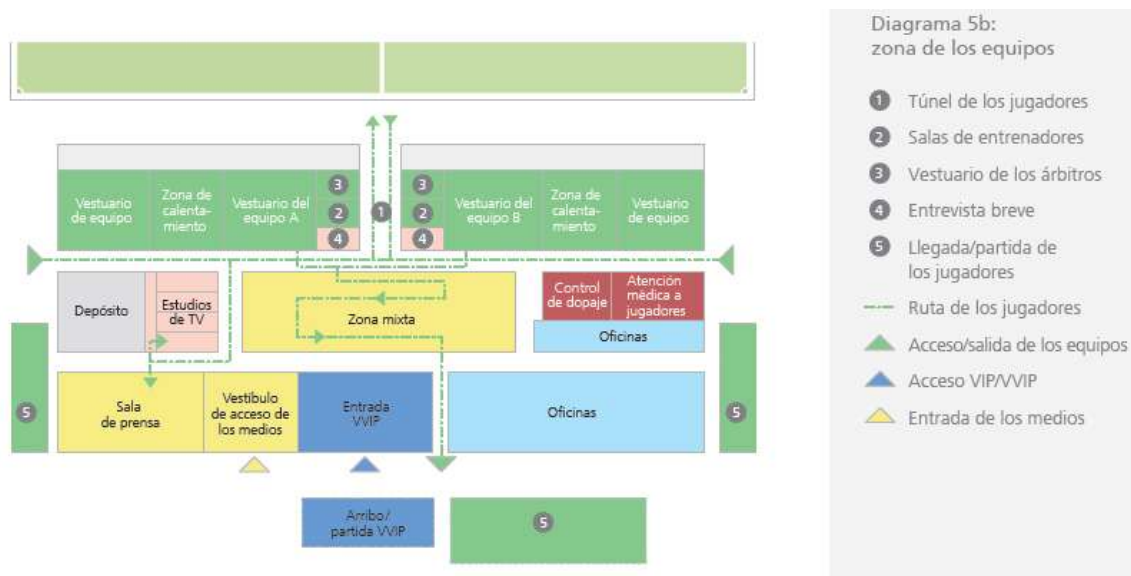 Diagrama 5b:
zona de los equipos
1 Túnel de los jugadores
2 Salas de entrenadores
3 Vestuario de los árbitros
4 Entrevista breve
5 Llegada/partida de
los jugadores
Ruta de los jugadores
Acceso/salida de los equipos
Acceso VIP/VVIP
Entrada de los medios
Vestuario
de equipo
Zona de
calenta-
miento
Vestuario del
equipo A
3
2
4
1
3
2
4
Vestuario del
equipo B
Zona de
calenta-
miento
Vestuario
de equipo
Depósito
Estudios
de TV
Zona mixta
Control
de dopaje
Atención
médica a
jugadores
Oficinas
5
Sala
de prensa
Vestíbulo
de acceso de
los medios
Entrada
VVIP
Oficinas
5
Arribo/
partida VVIP
5